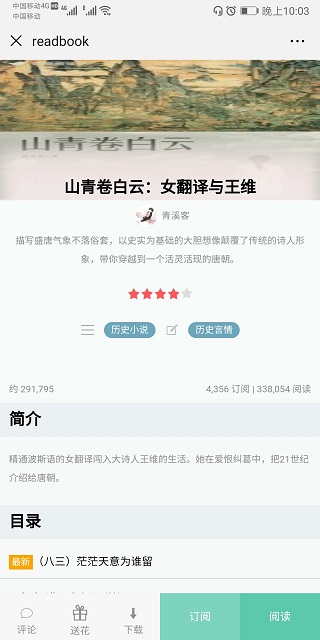 中国移动4G HD
中国移动
晚上10:03
readbook
山青卷白云
山青卷白云：女翻译与王维
青溪客
描写盛唐气象不落俗套，以史实为基础的大胆想像颠覆了传统的诗人形
象，带你穿越到一个活灵活现的唐朝。
历史小说 历史言情
约 291,795 4,356 订阅 | 338,054 阅读
简介
精通波斯语的女翻译闯入大诗人王维的生活。她在爱恨纠葛中，把21世纪
介绍给唐朝。
目录
最新 （八三）茫茫天意为谁留
评论 送花 下载 订阅 阅读